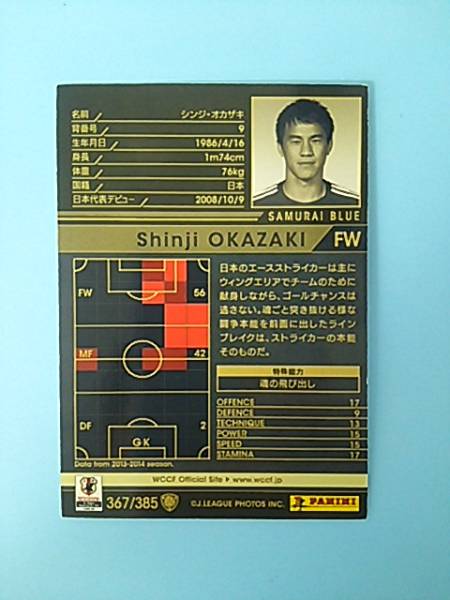 名前 シンジ・オカザキ
背番号 9
生年月日 1986/4/16
身長 1m74cm
体重 76kg
国籍 日本
日本代表デビュー 2008/10/9
SAMURAI BLUE
Shinji OKAZAKI FW
日本のエースストライカーは主に
ウィングエリアでチームのために
献身しながら、ゴールチャンスは
逃さない。魂ごと突き抜ける様な
闘争本能を前面に出したライン
ブレイクは、ストライカーの本能
そのものだ。
FW 56
MF 42
DF 2
GK
Data from 2013-2014 season.
特殊能力
魂の飛び出し
OFFENCE 17
DEFENCE 9
TECHNIQUE 13
POWER 15
SPEED 15
STAMINA 17
WCCF Official Site ▶ www.wccf.jp
367/385
©J.LEAGUE PHOTOS INC.
PANINI